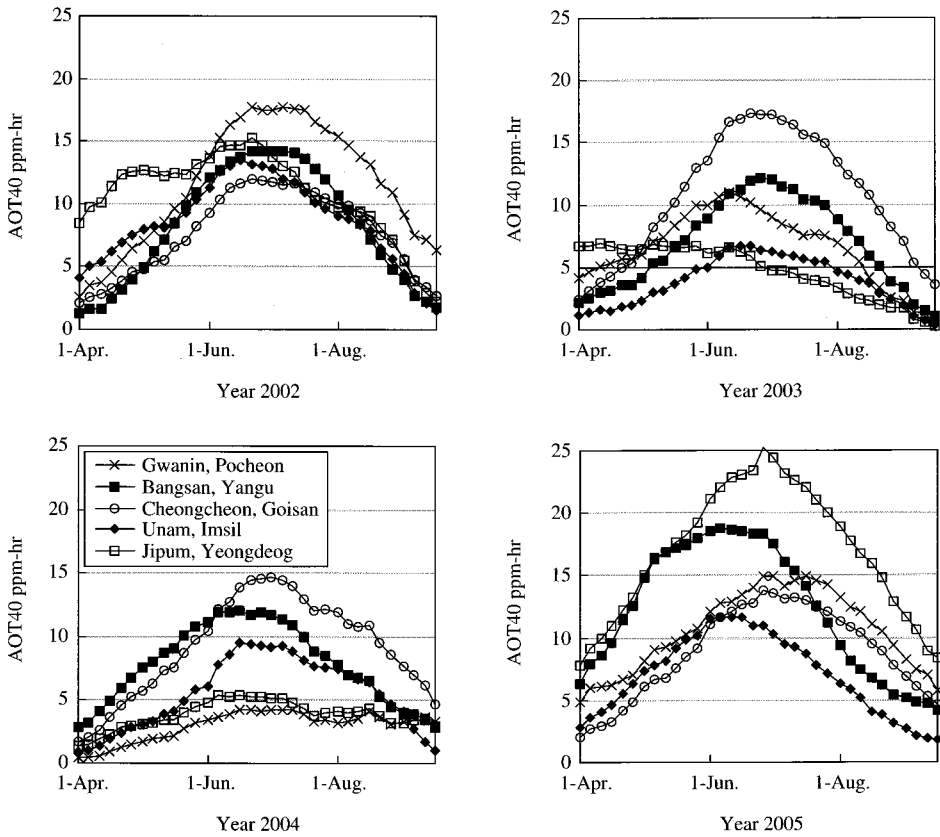 25
20
15
10
5
0
AOT40 ppm-hr
1-Apr.
1-Jun.
1-Aug.
Year 2002
25
20
15
10
5
0
AOT40 ppm-hr
1-Apr.
1-Jun.
1-Aug.
Year 2003
25
20
15
10
5
0
AOT40 ppm-hr
Gwanin, Pocheon
Bangsan, Yangu
Cheongcheon, Goisan
Unam, Imsil
Jipum, Yeongdeog
1-Apr.
1-Jun.
1-Aug.
Year 2004
25
20
15
10
5
0
AOT40 ppm-hr
1-Apr.
1-Jun.
1-Aug.
Year 2005